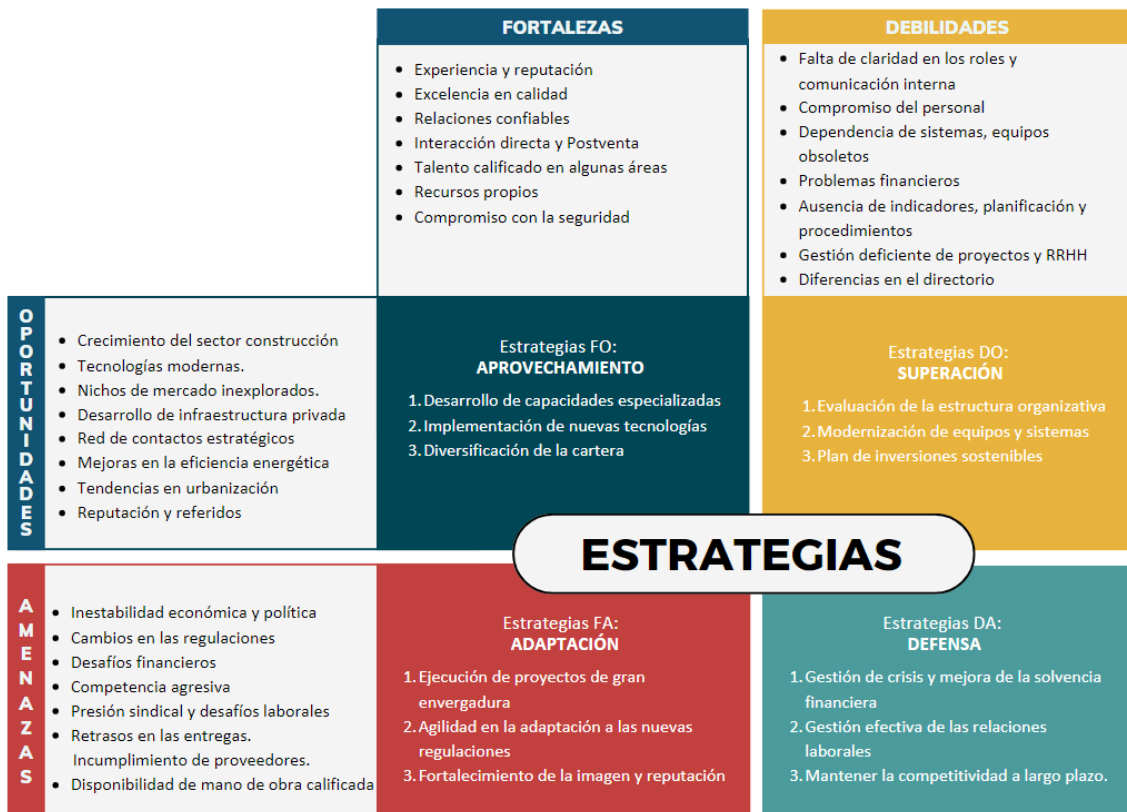 FORTALEZAS
• Experiencia y reputación
• Excelencia en calidad
• Relaciones confiables
• Interacción directa y Postventa
• Talento calificado en algunas áreas
• Recursos propios
• Compromiso con la seguridad
DEBILIDADES
• Falta de claridad en los roles y
comunicación interna
• Compromiso del personal
• Dependencia de sistemas, equipos
obsoletos
• Problemas financieros
• Ausencia de indicadores, planificación y
procedimientos
• Gestión deficiente de proyectos y RRHH
• Diferencias en el directorio
OPORTUNIDADES
• Crecimiento del sector construcción
• Tecnologías modernas.
• Nichos de mercado inexplorados.
• Desarrollo de infraestructura privada
• Red de contactos estratégicos
• Mejoras en la eficiencia energética
• Tendencias en urbanización
• Reputación y referidos
Estrategias FO:
APROVECHAMIENTO
1. Desarrollo de capacidades especializadas
2. Implementación de nuevas tecnologías
3. Diversificación de la cartera
Estrategias DO:
SUPERACIÓN
1. Evaluación de la estructura organizativa
2. Modernización de equipos y sistemas
3. Plan de inversiones sostenibles
ESTRATEGIAS
AMENAZAS
• Inestabilidad económica y política
• Cambios en las regulaciones
• Desafíos financieros
• Competencia agresiva
• Presión sindical y desafíos laborales
• Retrasos en las entregas.
Incumplimiento de proveedores.
• Disponibilidad de mano de obra calificada
Estrategias FA:
ADAPTACIÓN
1. Ejecución de proyectos de gran
envergadura
2. Agilidad en la adaptación a las nuevas
regulaciones
3. Fortalecimiento de la imagen y reputación
Estrategias DA:
DEFENSA
1. Gestión de crisis y mejora de la solvencia
financiera
2. Gestión efectiva de las relaciones
laborales
3. Mantener la competitividad a largo plazo.